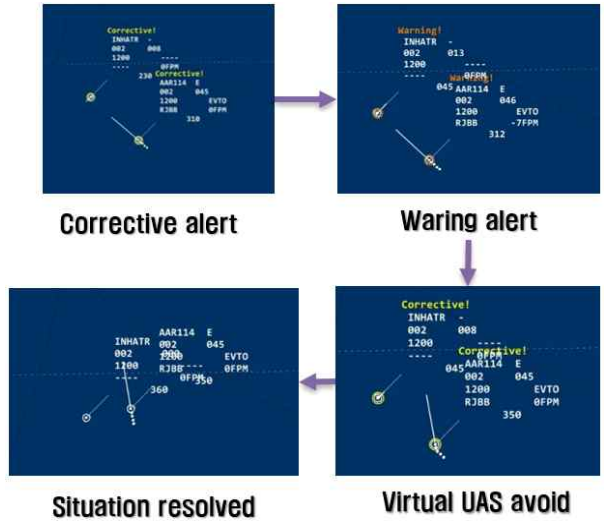 Corrective!
INHATR -
002 008
1200 ----
---- 0FPM
230
Corrective!
AAR114 E
002 045
1200 EVTO
RJBB 0FPM
310
Corrective alert
Warning!
INHATR -
002 013
1200 ----
---- 0FPM
045
Warning!
AAR114 E
002 046
1200 EVTO
RJBB -7FPM
312
Waring alert
INHATR
002
1200
----
0FPM
360
AAR114 E
002 045
EVTO
RJBB 0FPM
350
Situation resolved
Corrective!
INHATR -
002 008
1200 ----
---- 0FPM
045
Corrective!
AAR114 E
002 045
1200 EVTO
RJBB 0FPM
350
Virtual UAS avoid